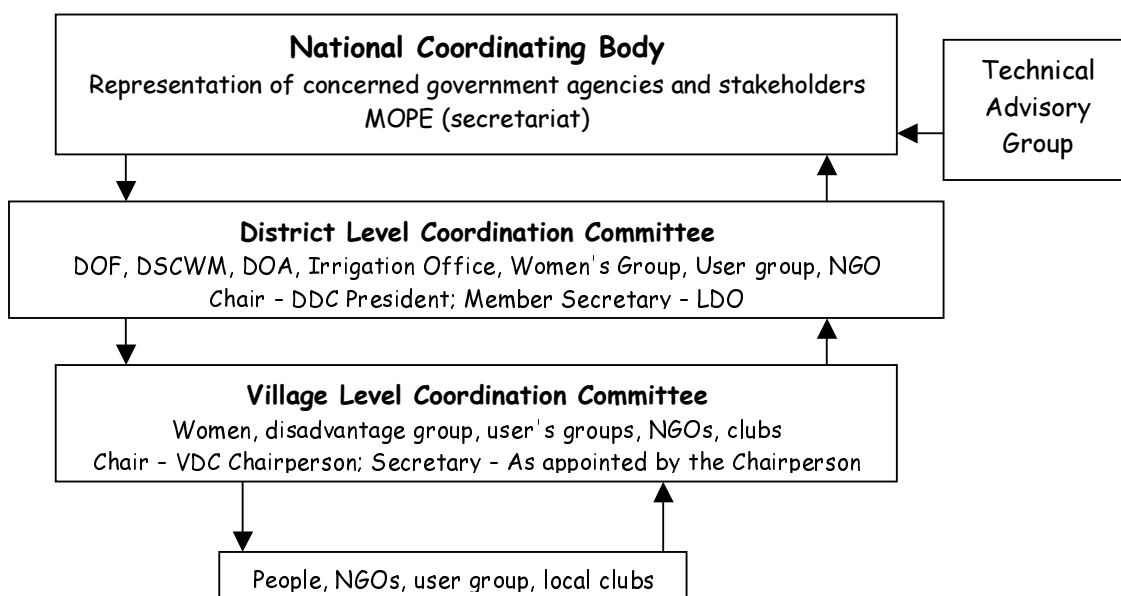 National Coordinating Body
Representation of concerned government agencies and stakeholders
MOPE (secretariat)
Technical
Advisory
Group
District Level Coordination Committee
DOF, DSCWM, DOA, Irrigation Office, Women's Group, User group, NGO
Chair - DDC President; Member Secretary - LDO
Village Level Coordination Committee
Women, disadvantage group, user's groups, NGOs, clubs
Chair - VDC Chairperson; Secretary - As appointed by the Chairperson
People, NGOs, user group, local clubs